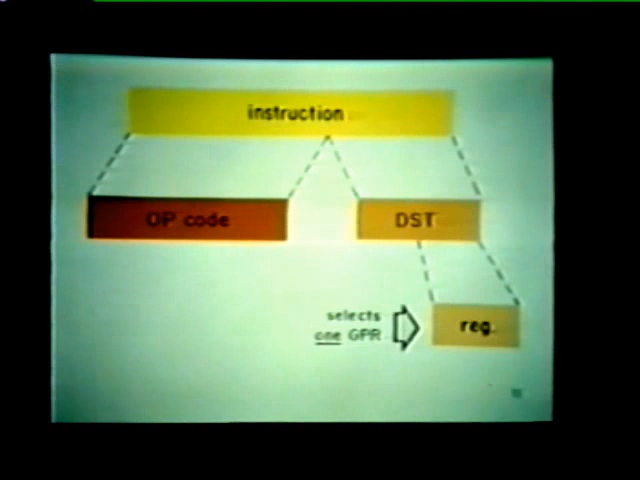 instruction
OP code
DST
selects
one GPR
reg.